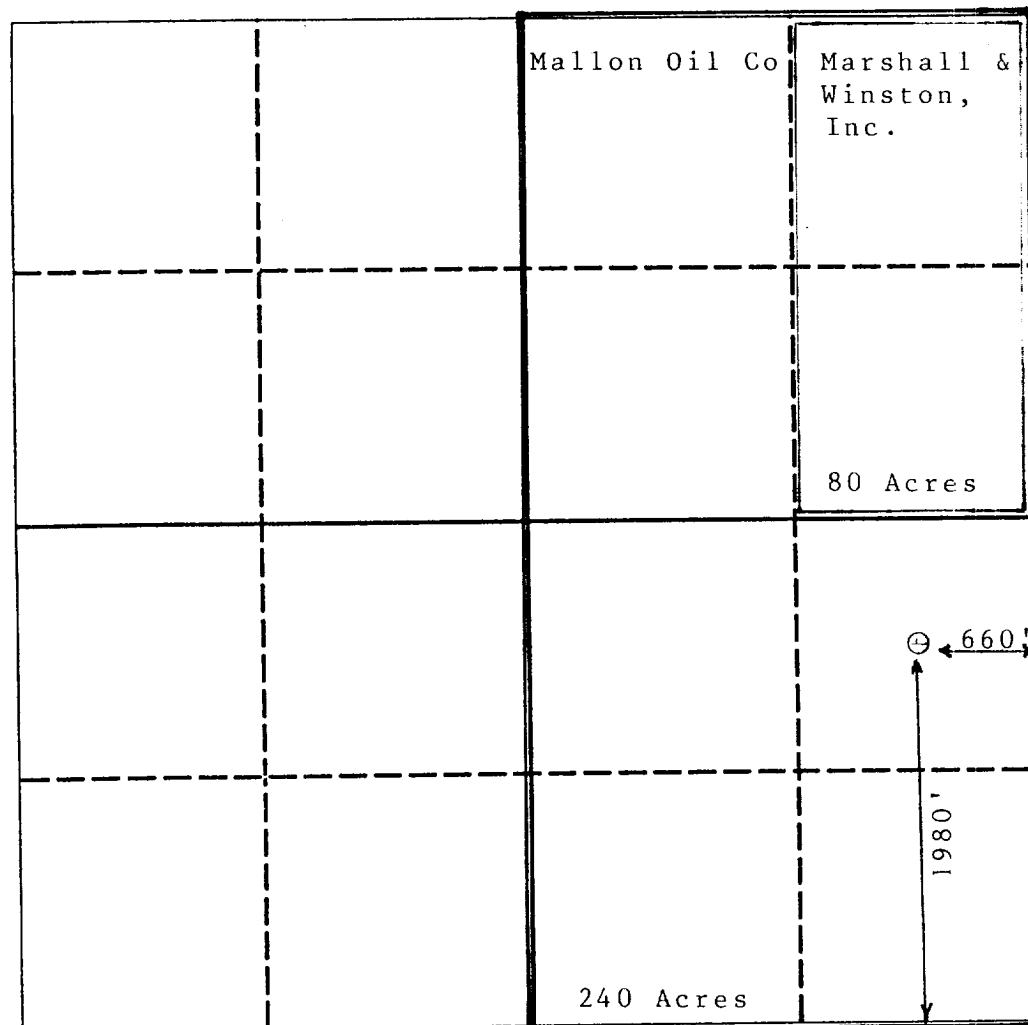 Mallon Oil Co
Marshall &
Winston,
Inc.
80 Acres
660'
1980'
240 Acres